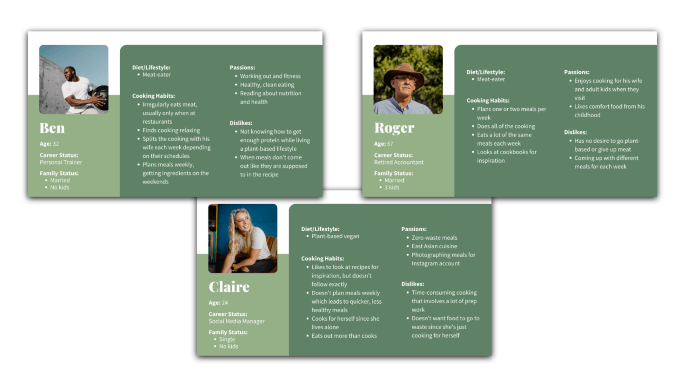 Ben
Age: 32
Career Status:
Personal Trainer
Family Status:
• Married
• No kids
Diet/Lifestyle:
• Meat-eater
Cooking Habits:
• Irregularly eats meat,
usually only when at
restaurants
• Finds cooking relaxing
• Splits the cooking with
his wife each week depending
on their schedules
• Plans meals weekly,
getting ingredients on the
weekends
Passions:
• Working out and fitness
• Healthy, clean eating
• Reading about nutrition
and health
Dislikes:
• Not knowing how to get
enough protein while living
a plant-based lifestyle
• When meals don't come
out like they are supposed
to in the recipe
Roger
Age: 67
Career Status:
Retired Accountant
Family Status:
• Married
• 3 kids
Diet/Lifestyle:
• Meat-eater
Cooking Habits:
• Plans one or two meals per
week
• Does all of the cooking
• Eats a lot of the same
meals each week
• Looks at cookbooks for
inspiration
Passions:
• Enjoys cooking for his wife
and adult kids when they
visit
• Likes comfort food from his
childhood
Dislikes:
• Has no desire to go plant-
based or give up meat
• Coming up with different
meals for each week
Claire
Age: 24
Career Status:
Social Media Manager
Family Status:
• Single
• No kids
Diet/Lifestyle:
• Plant-based vegan
Cooking Habits:
• Likes to look at recipes for
inspiration, but doesn't
follow exactly
• Doesn't plan meals weekly
which leads to quicker, less
healthy meals
• Cooks for herself since she
lives alone
• Eats out more than cooks
Passions:
• Zero-waste meals
• East Asian cuisine
• Photographing meals for
Instagram account
Dislikes:
• Time-consuming cooking
that involves a lot of prep
work
• Doesn't want food to go to
waste since she's just
cooking for herself